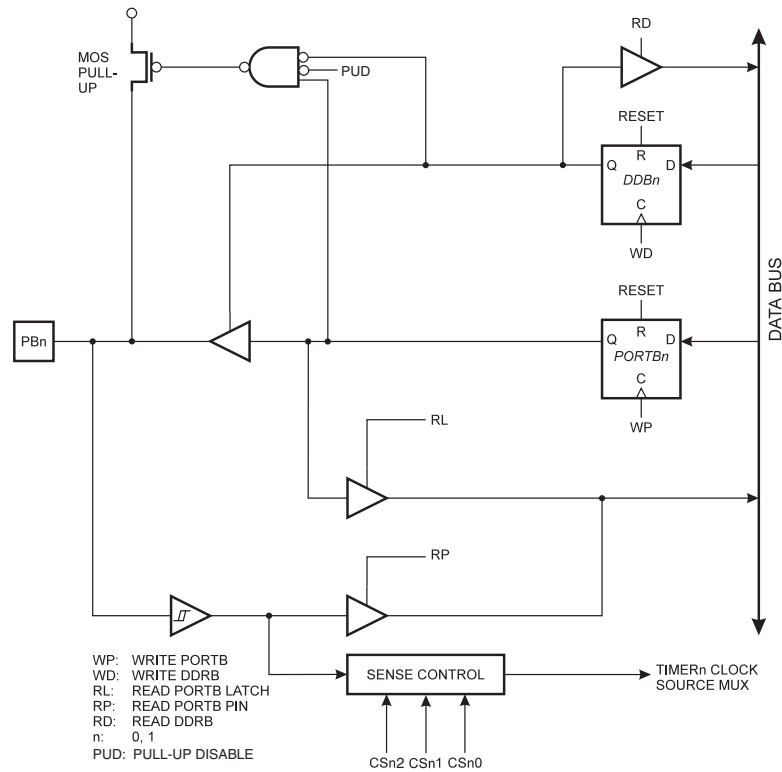 RD
MOS
PULL-
UP
PUD
RESET
R
Q
D
DDBn
C
WD
DATA BUS
RESET
R
PBn
Q
D
PORTBn
C
WP
RL
RP
WP: WRITE PORTB
WD: WRITE DDRB
RL: READ PORTB LATCH
RP: READ PORTB PIN
RD: READ DDRB
n: 0, 1
PUD: PULL-UP DISABLE
SENSE CONTROL
TIMERn CLOCK
SOURCE MUX
CSn2 CSn1 CSn0